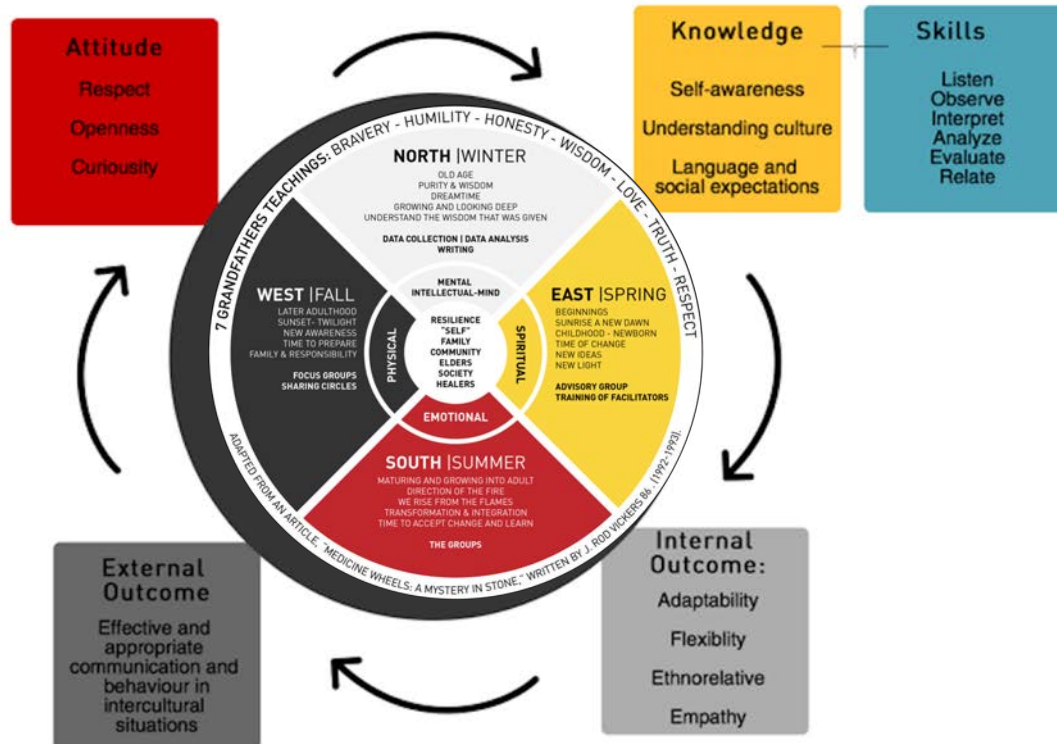 Attitude
Respect
Openness
Curiousity
Knowledge
Self-awareness
Understanding culture
Language and
social expectations
Skills
Listen
Observe
Interpret
Analyze
Evaluate
Relate
7 GRANDFATHERS TEACHINGS: BRAVERY - HUMILITY - HONESTY - WISDOM - LOVE - TRUTH - RESPECT
NORTH |WINTER
OLD AGE
PURITY & WISDOM
DREAMTIME
GROWING AND LOOKING DEEP
UNDERSTAND THE WISDOM THAT WAS GIVEN
DATA COLLECTION | DATA ANALYSIS
WRITING
MENTAL
INTELLECTUAL-MIND
WEST |FALL
LATER ADULTHOOD
SUNSET- TWILIGHT
NEW AWARENESS
TIME TO PREPARE
FAMILY & RESPONSIBILITY
FOCUS GROUPS
SHARING CIRCLES
PHYSICAL
RESILIENCE
"SELF"
FAMILY
COMMUNITY
ELDERS
SOCIETY
HEALERS
SPIRITUAL
EAST |SPRING
BEGINNINGS
SUNRISE A NEW DAWN
CHILDHOOD - NEWBORN
TIME OF CHANGE
NEW IDEAS
NEW LIGHT
ADVISORY GROUP
TRAINING OF FACILITATORS
EMOTIONAL
SOUTH |SUMMER
MATURING AND GROWING INTO ADULT
DIRECTION OF THE FIRE
WE RISE FROM THE FLAMES
TRANSFORMATION & INTEGRATION
TIME TO ACCEPT CHANGE AND LEARN
THE GROUPS
ADAPTED FROM AN ARTICLE, "MEDICINE WHEELS: A MYSTERY IN STONE," WRITTEN BY J. ROD VICKERS 86 . (1992-1993).
External
Outcome
Effective and
appropriate
communication and
behaviour in
intercultural
situations
Internal
Outcome:
Adaptability
Flexiblity
Ethnorelative
Empathy